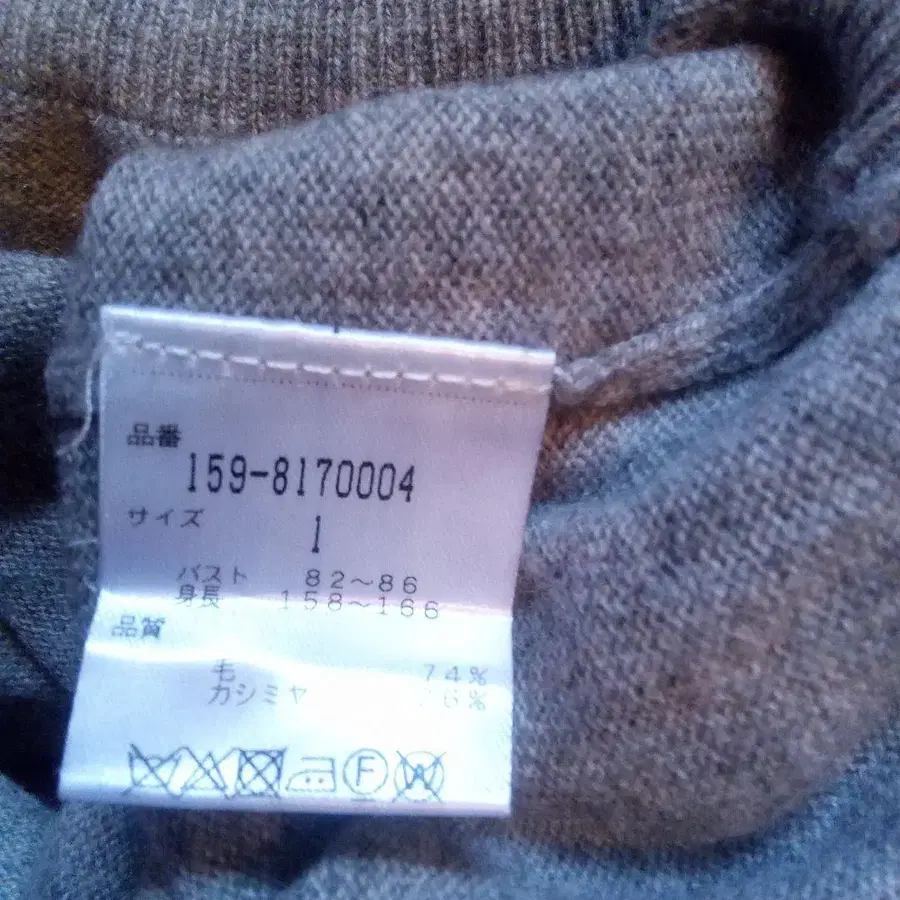 品番
159-8170004
サイズ
1
バスト 82~86
身長 158~166
品質
毛 74%
カシミヤ 26%
F
W